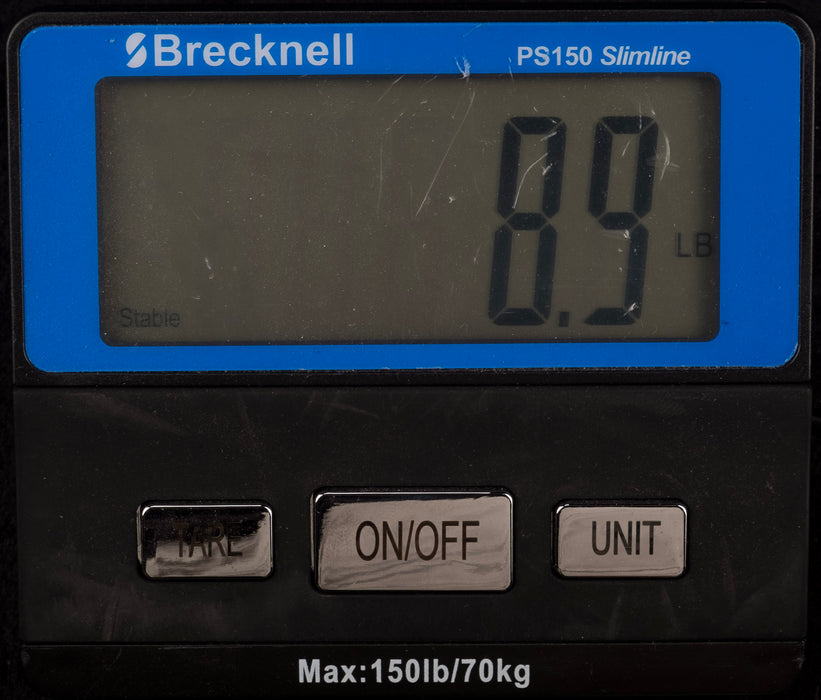 Brecknell PS150 Slimline
8.9 LB
Stable
TARE ON/OFF UNIT
Max:150lb/70kg